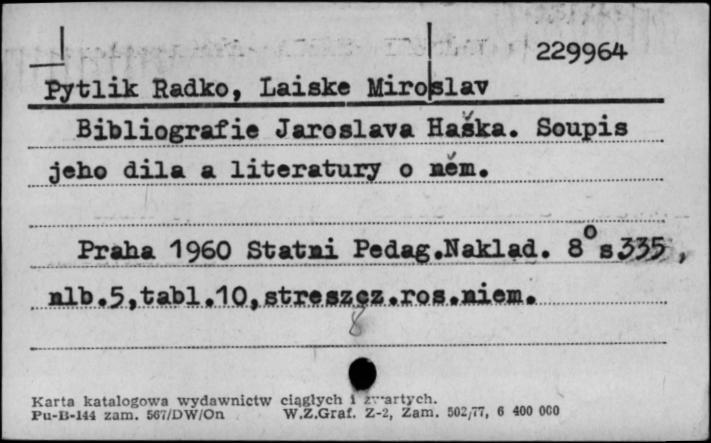 229964
Pytlik Radko, Laiske Miroslav
Bibliografie Jaroslava Haška. Soupis
jeho dila a literatury o něm.
Praha 1960 Statni Pedag.Nakład. 8° s 335,
nlb.5,tabl.10,streszcz.ros.niem.
Karta katalogowa wydawnictw ciągłych i zwartych.
Pu-B-144 zam. 567/DW/On W.Z.Graf. Z-2, Zam. 502/77, 6 400 000